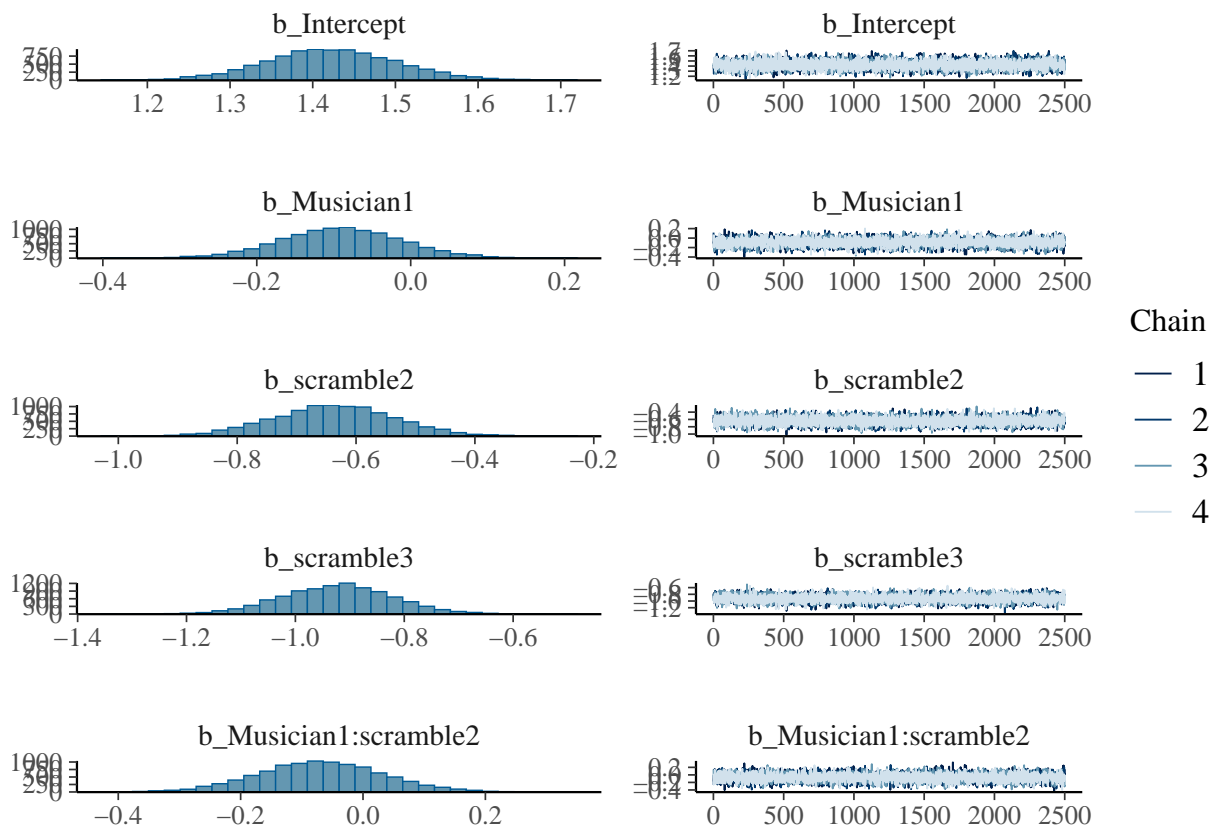 b_Intercept
b_Intercept
1.2 1.3 1.4 1.5 1.6 1.7
0 500 1000 1500 2000 2500
b_Musician1
b_Musician1
−0.4 −0.2 0.0 0.2
0 500 1000 1500 2000 2500
b_scramble2
b_scramble2
−1.0 −0.8 −0.6 −0.4 −0.2
0 500 1000 1500 2000 2500
b_scramble3
b_scramble3
−1.4 −1.2 −1.0 −0.8 −0.6
0 500 1000 1500 2000 2500
b_Musician1:scramble2
b_Musician1:scramble2
−0.4 −0.2 0.0 0.2
0 500 1000 1500 2000 2500
Chain
1
2
3
4